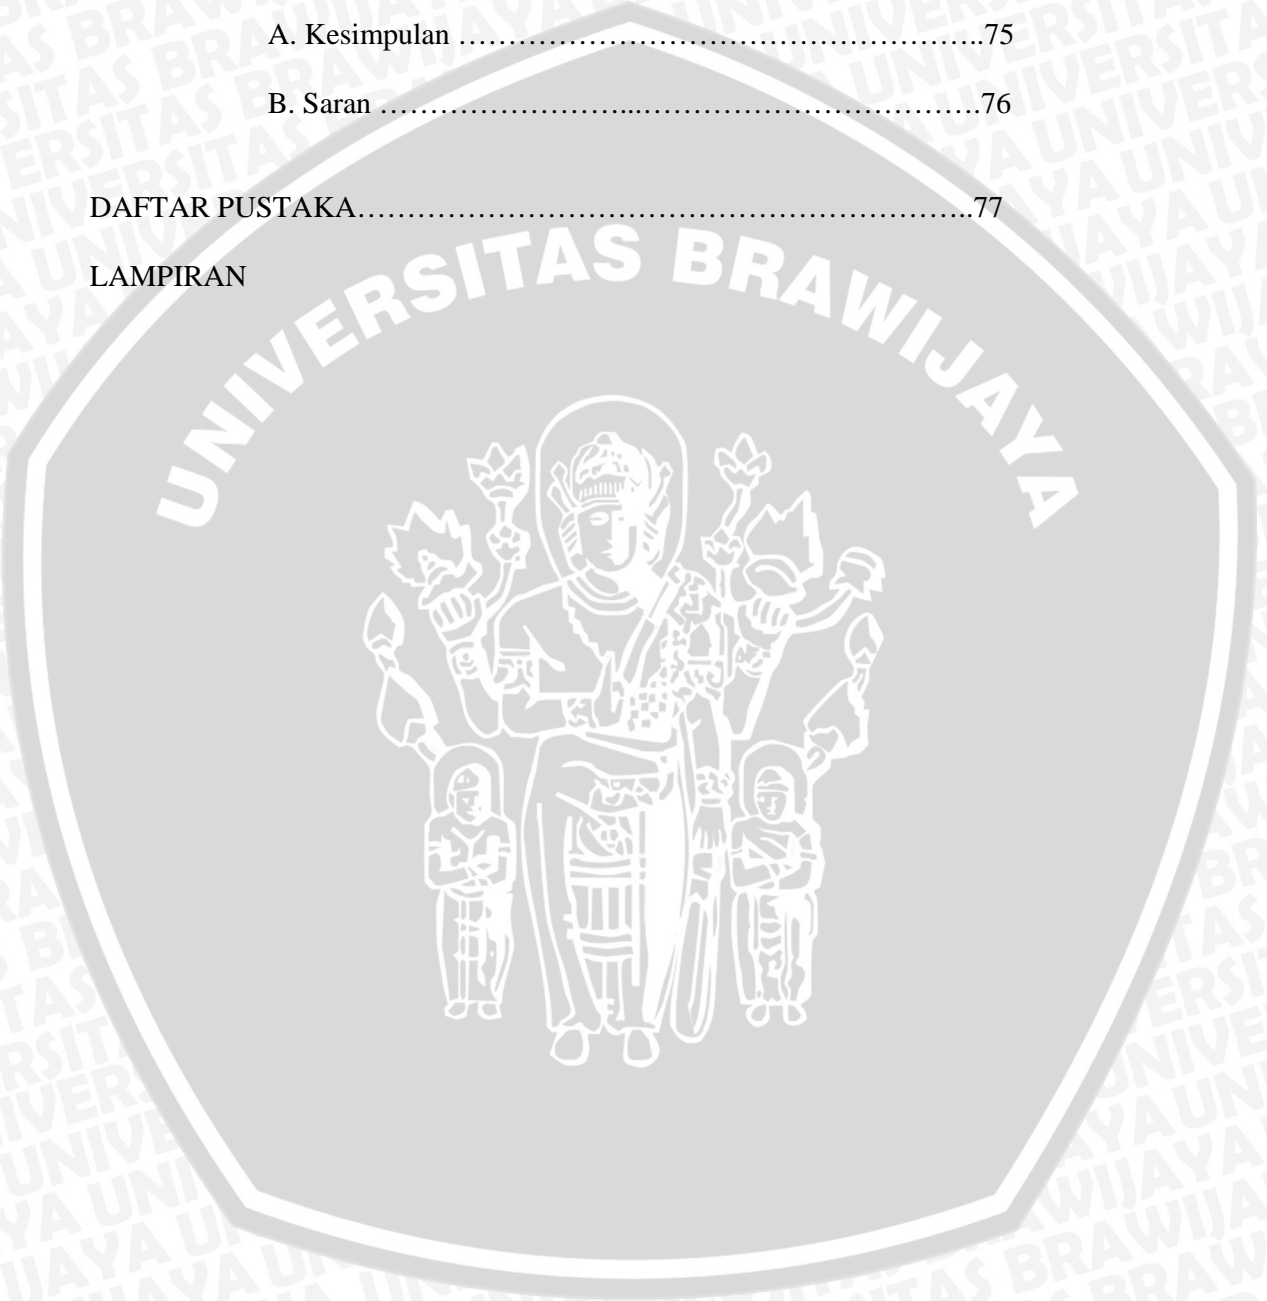 A. Kesimpulan ……………………………………………..75
B. Saran ……………………...…………………………….76
DAFTAR PUSTAKA……………………………………………………..77
LAMPIRAN
UNIVERSITAS BRAWIJAYA